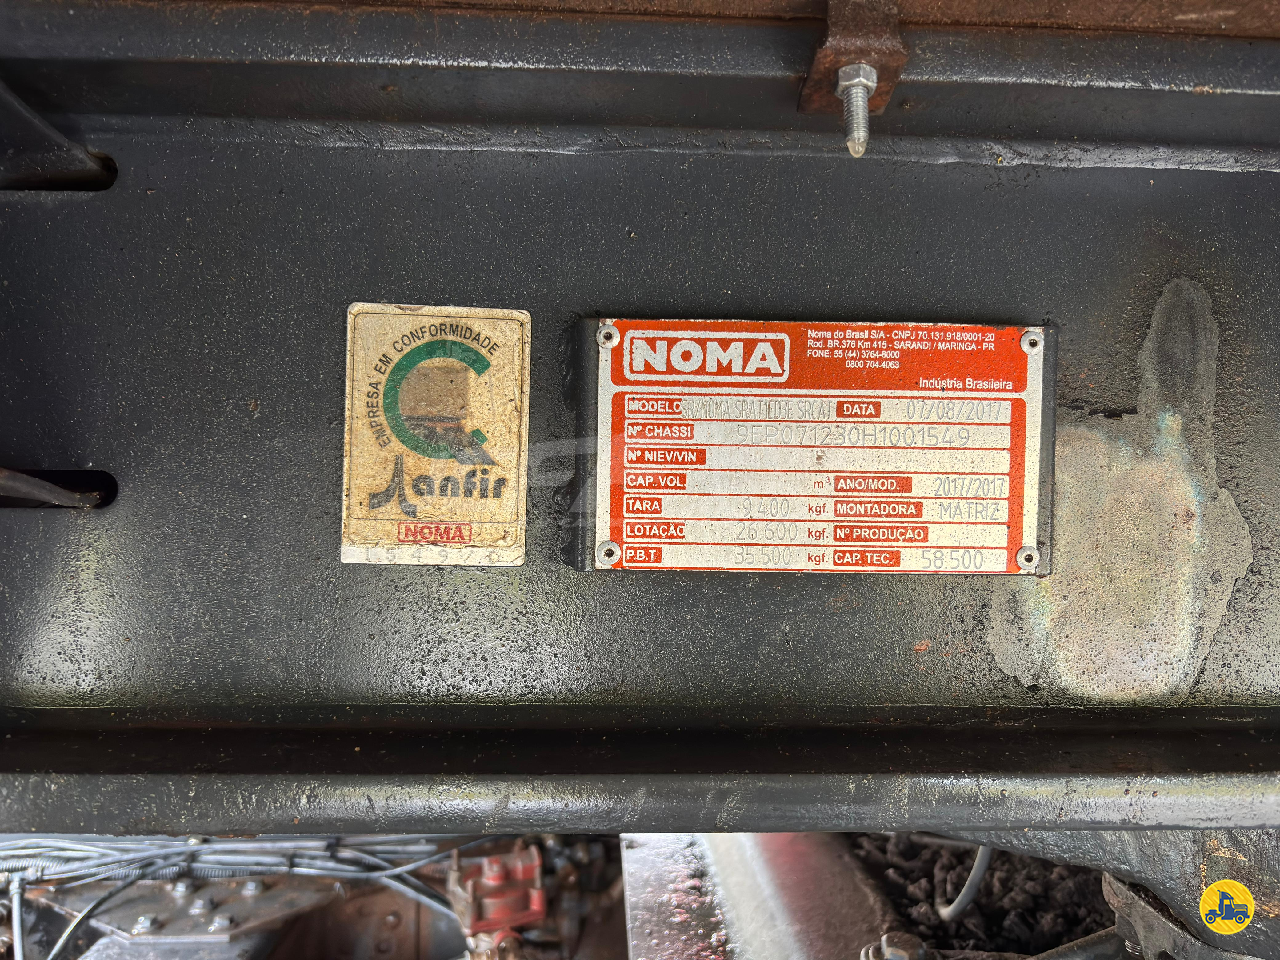 EMPRESA EM CONFORMIDADE
anfir
NOMA
NOMA
Noma do Brasil S/A - CNPJ 70.131.918/0001-20
Rod. BR.376 Km 415 - SARANDI / MARINGA - PR
FONE: 55 (44) 3764-8000
0800 704-4063
Indústria Brasileira
MODELO DATA 07/08/2017
Nº CHASSI 9EP071230H1001549
Nº NIEV/VIN
CAP. VOL. m³ ANO/MOD. 2017/2017
TARA 9.400 kgf. MONTADORA MATRIZ
LOTAÇÃO 26.600 kgf. Nº PRODUÇÃO
P.B.T 35.500 kgf. CAP. TEC. 58.500